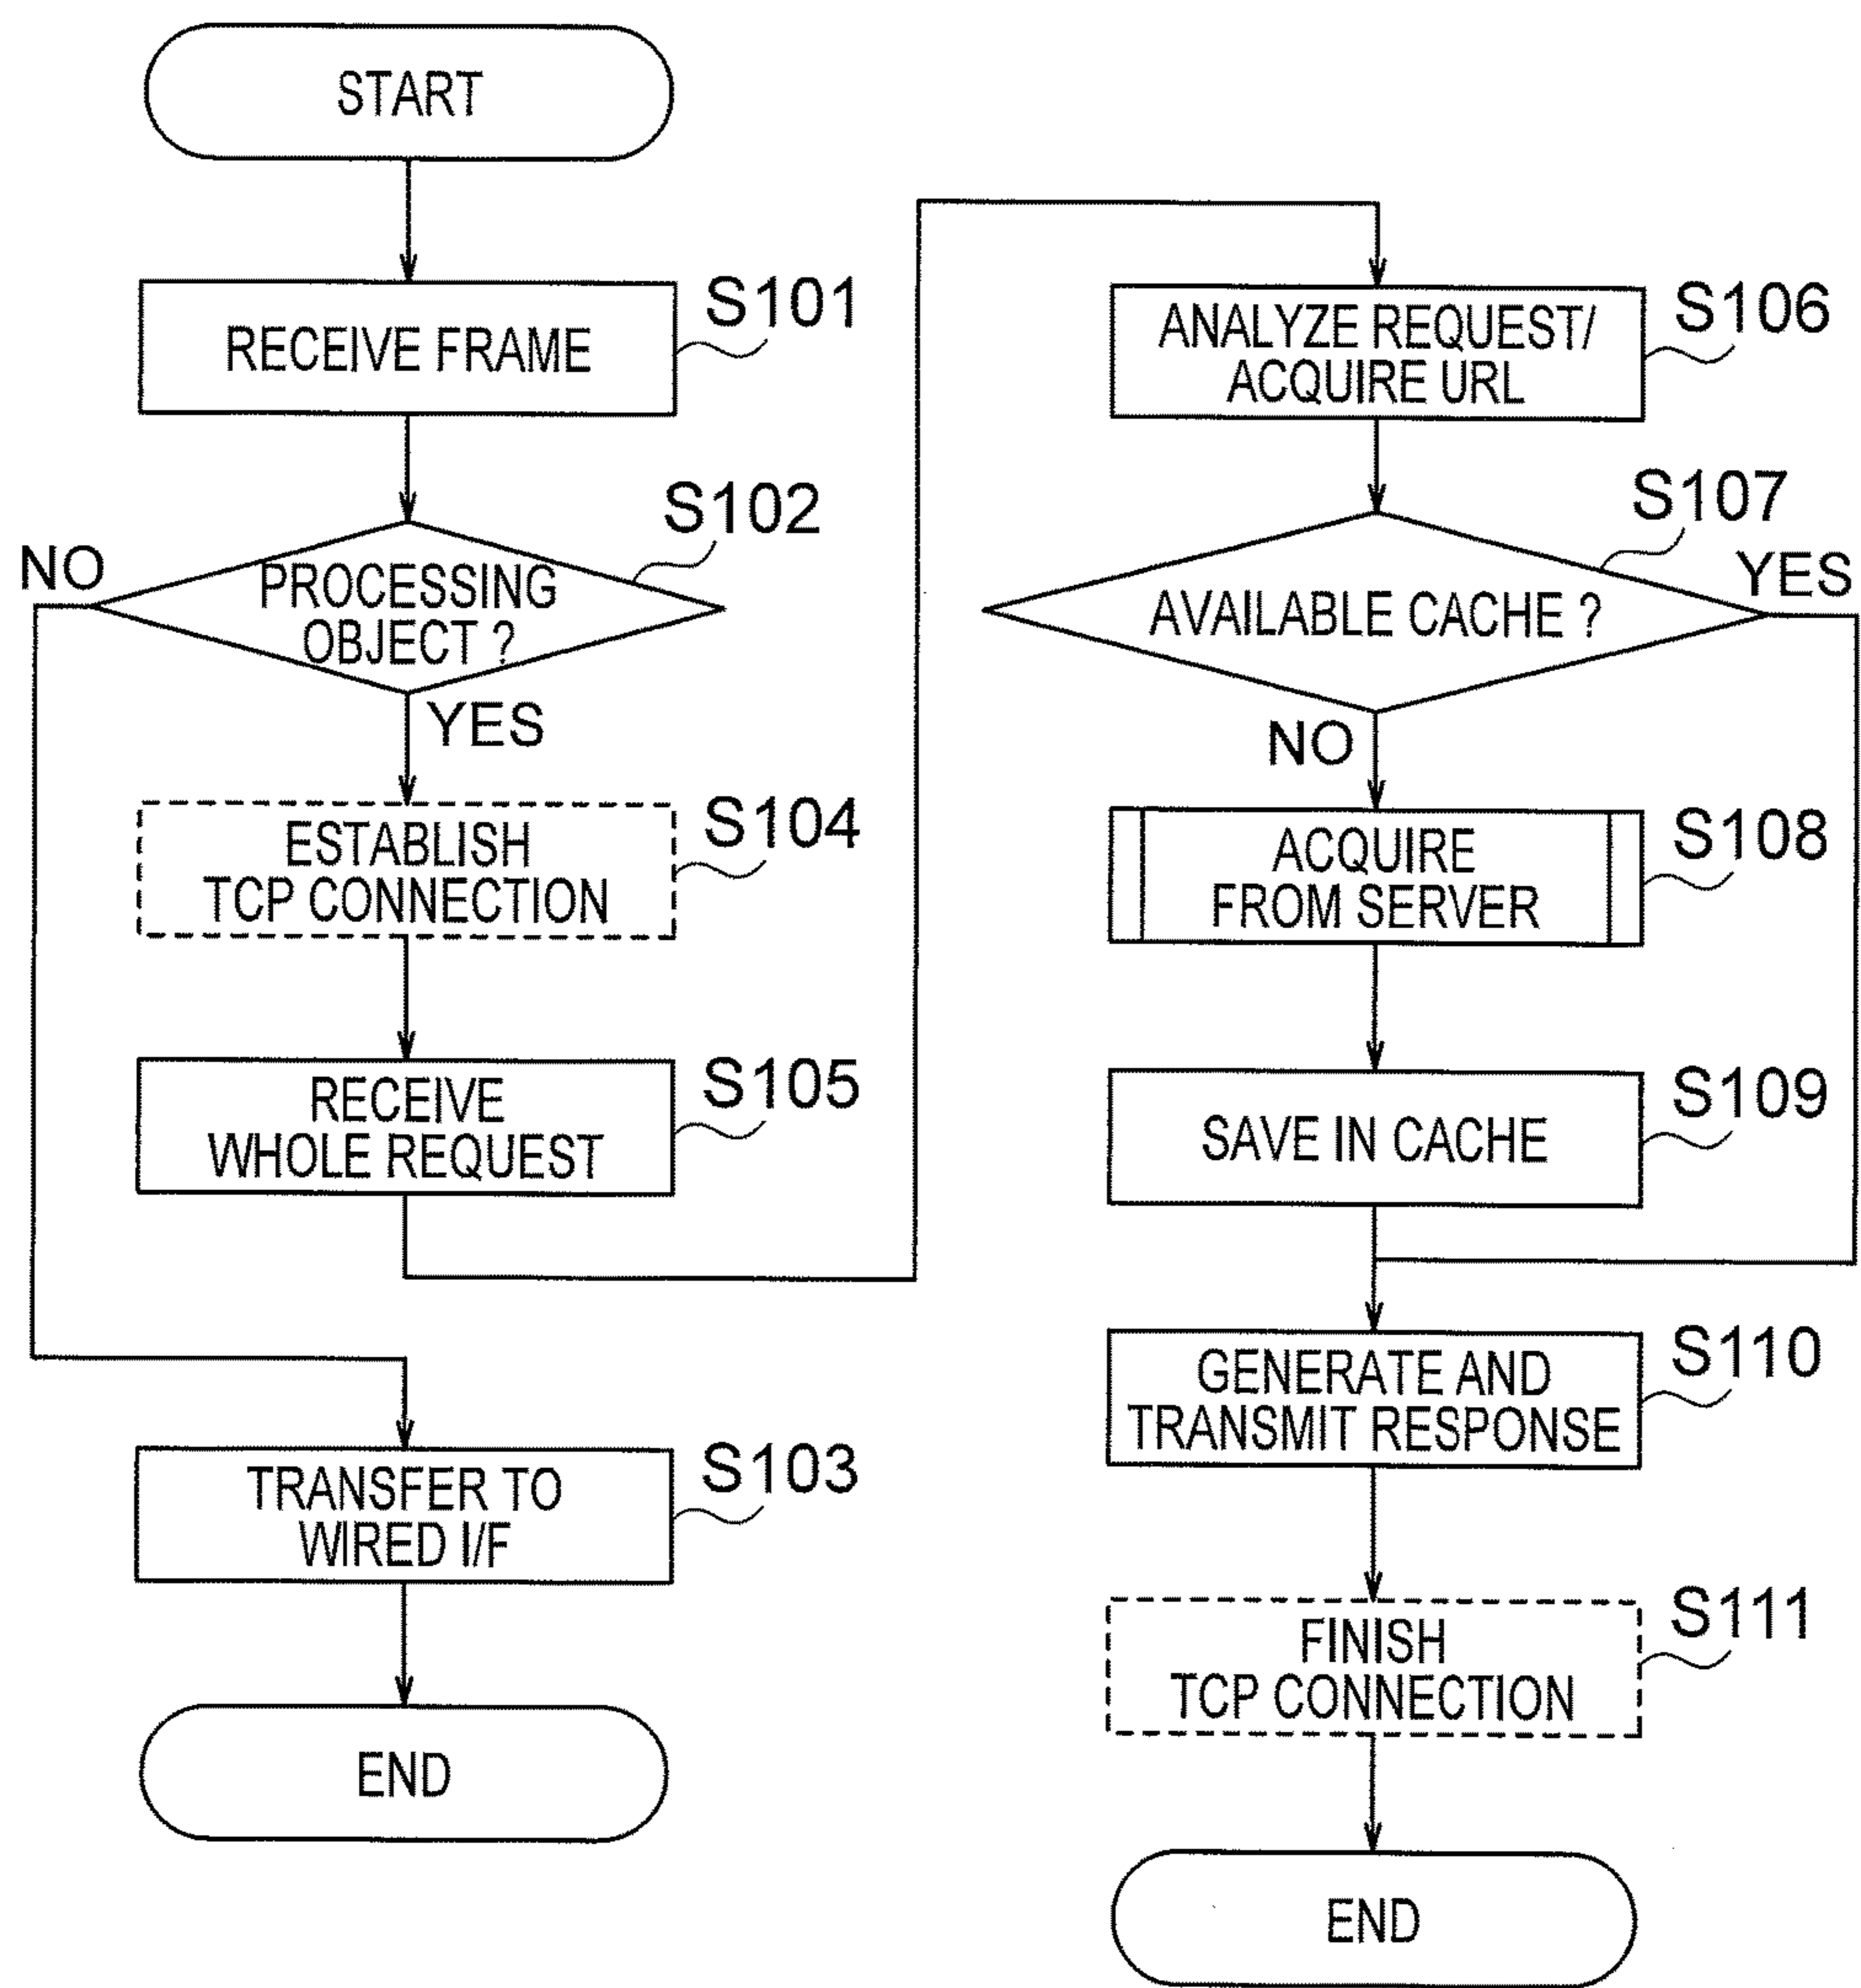 START
RECEIVE FRAME
S101
PROCESSING
OBJECT ?
S102
NO
YES
ESTABLISH
TCP CONNECTION
S104
RECEIVE
WHOLE REQUEST
S105
TRANSFER TO
WIRED I/F
S103
END
ANALYZE REQUEST/
ACQUIRE URL
S106
AVAILABLE CACHE ?
S107
YES
NO
ACQUIRE
FROM SERVER
S108
SAVE IN CACHE
S109
GENERATE AND
TRANSMIT RESPONSE
S110
FINISH
TCP CONNECTION
S111
END